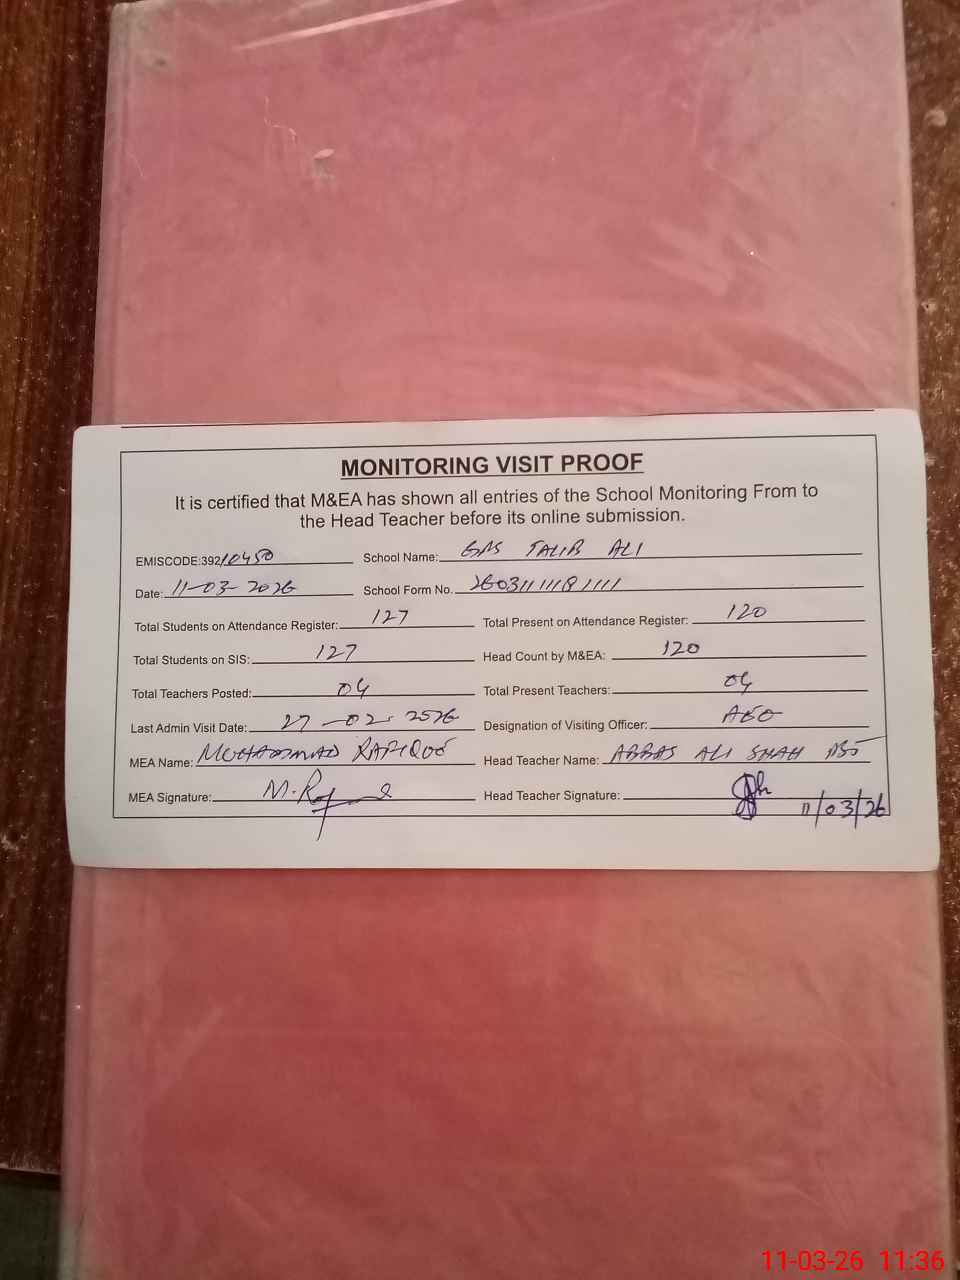 MONITORING VISIT PROOF
It is certified that M&EA has shown all entries of the School Monitoring From to
the Head Teacher before its online submission.
EMISCODE:39210450 School Name: GPS TALIB ALI
Date: 11-03-2026 School Form No.
Total Students on Attendance Register: 127 Total Present on Attendance Register: 120
Total Students on SIS: 127 Head Count by M&EA: 120
Total Teachers Posted: 04 Total Present Teachers: 04
Last Admin Visit Date: 27-02-2026 Designation of Visiting Officer: AEO
MEA Name: MUHAMMAD RAFIQUE Head Teacher Name: ABBAS ALI SHAH
MEA Signature: Head Teacher Signature: 11/03/26
11-03-26 11:36